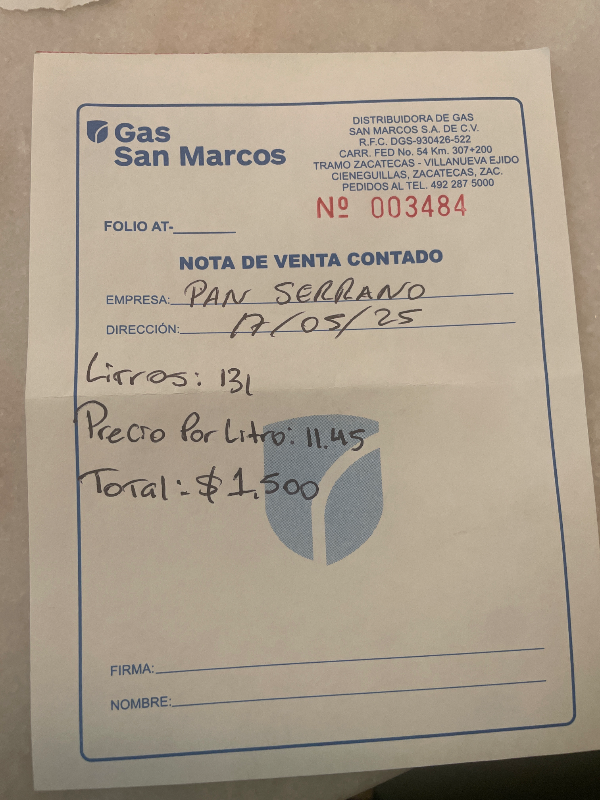 Gas
San Marcos
DISTRIBUIDORA DE GAS
SAN MARCOS S.A. DE C.V.
R.F.C. DGS-930426-522
CARR. FED No. 54 Km. 307+200
TRAMO ZACATECAS - VILLANUEVA EJIDO
CIENEGUILLAS, ZACATECAS, ZAC.
PEDIDOS AL TEL. 492 287 5000
Nº 003484
FOLIO AT-
NOTA DE VENTA CONTADO
EMPRESA: PAN SERRANO
DIRECCIÓN: 17/05/25
Litros: 131
Precio Por Litro: 11.45
Total: $1,500
FIRMA:
NOMBRE: